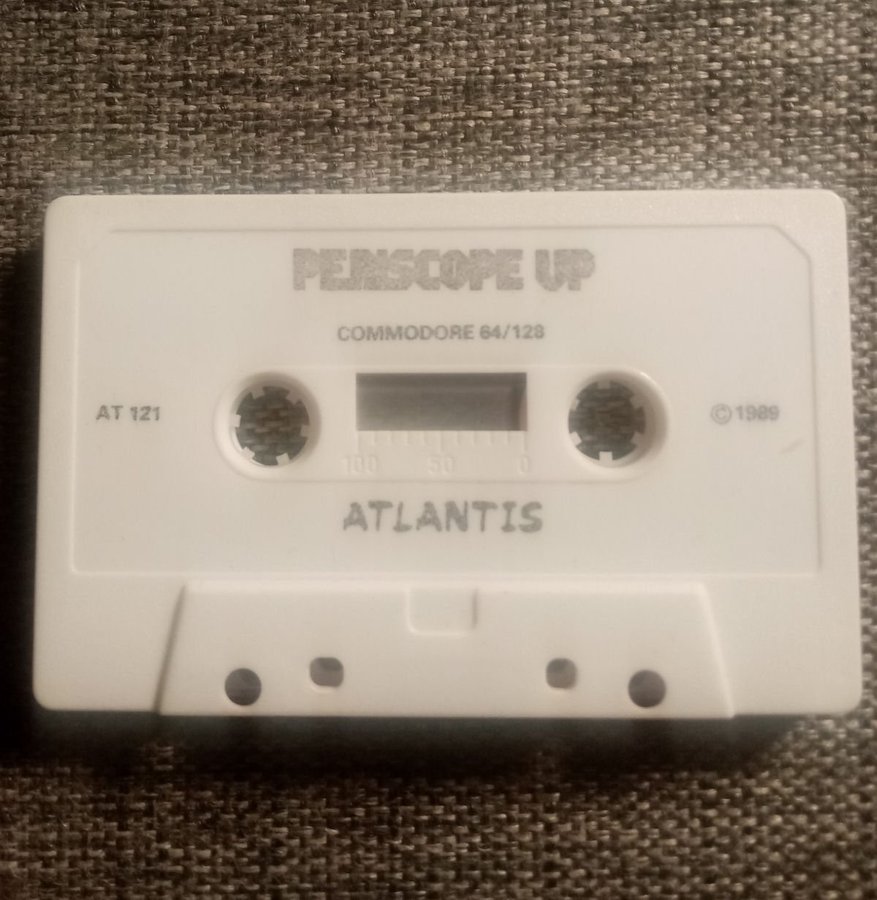 PERISCOPE UP
COMMODORE 64/128
AT 121
© 1989
100 50 0
ATLANTIS